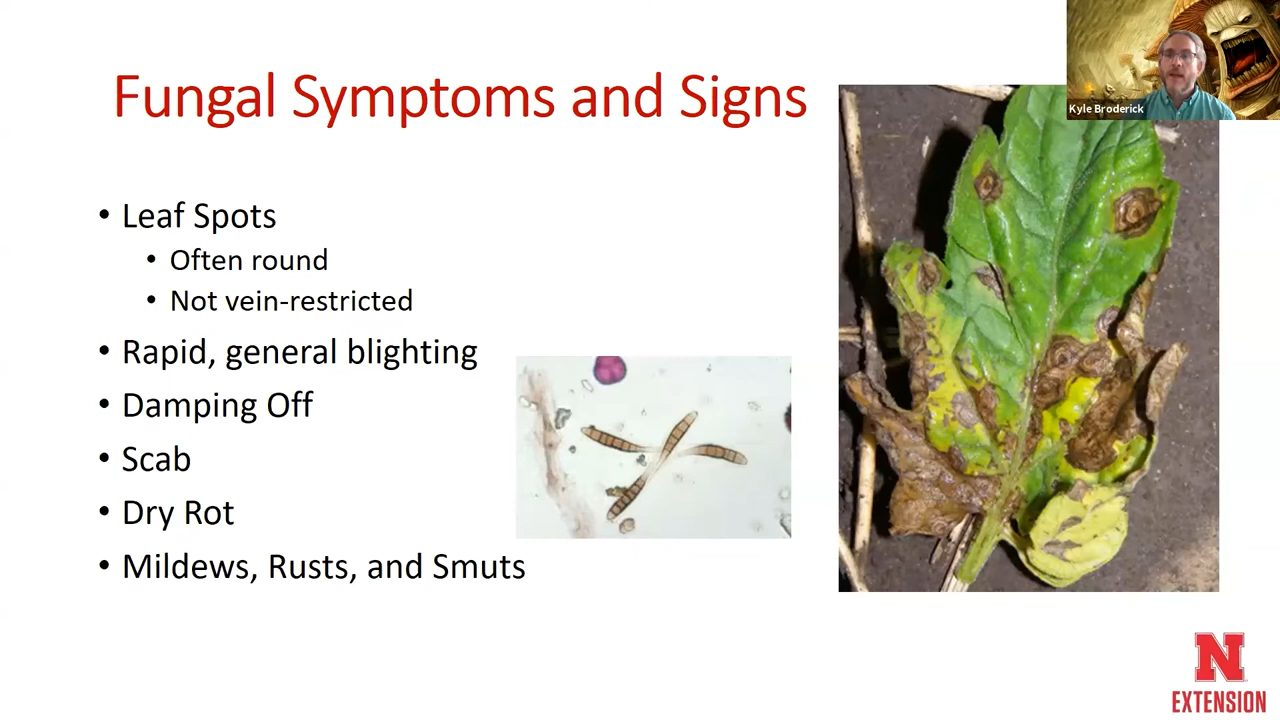 Fungal Symptoms and Signs
Kyle Broderick
• Leaf Spots
• Often round
• Not vein-restricted
• Rapid, general blighting
• Damping Off
• Scab
• Dry Rot
• Mildews, Rusts, and Smuts
N
EXTENSION